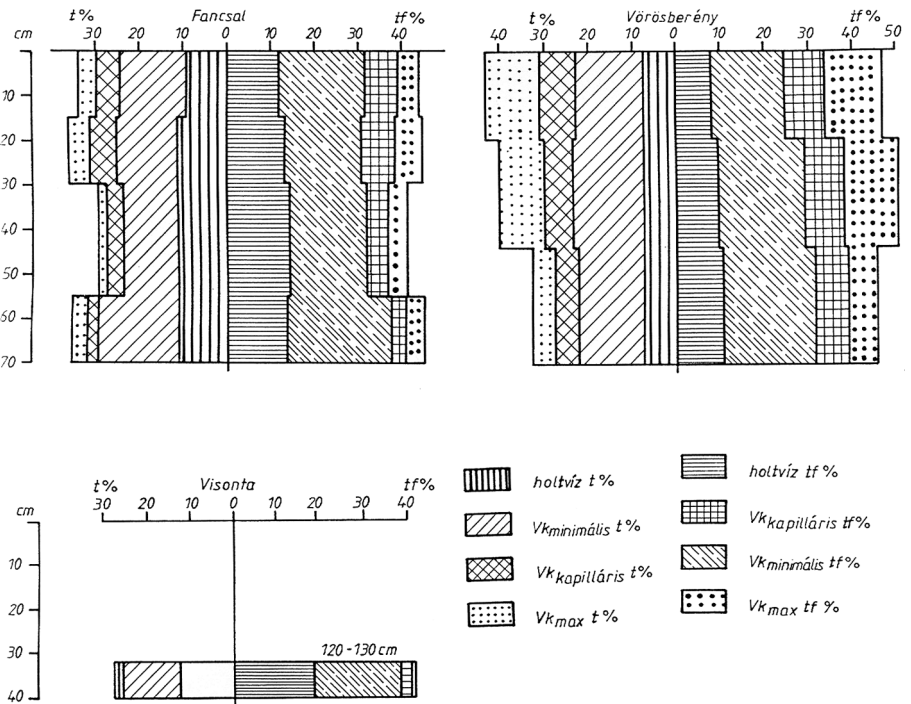 t% Fancsal tf%
cm 30 20 10 0 10 20 30 40
10
20
30
40
50
60
70
t% Vörösberény tf%
40 30 20 10 0 10 20 30 40 50
t% Visonta tf%
cm 30 20 10 0 10 20 30 40
10
20
30
40
120-130 cm
holtvíz t%
Vkminimális t%
Vkkapilláris t%
Vkmax t%
holtvíz tf%
Vkkapilláris tf%
Vkminimális tf%
Vkmax tf%